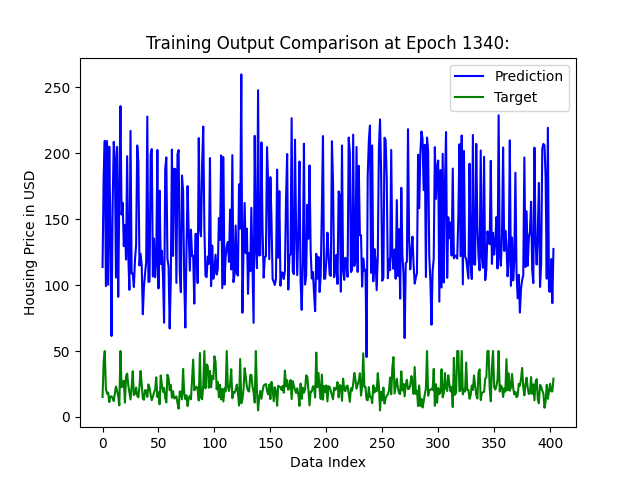 Training Output Comparison at Epoch 1340:
Prediction
Target
250
200
150
100
50
0
Housing Price in USD
0 50 100 150 200 250 300 350 400
Data Index